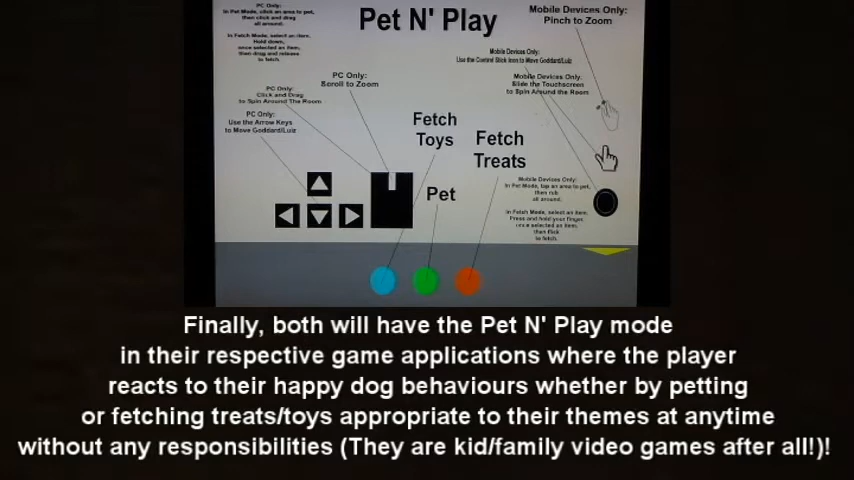 PC Only:
In Pet Mode, click an area to pet,
then click and drag
all around.
In Fetch Mode, select an item.
Hold down,
once selected an item,
then drag and release
to fetch.
Pet N' Play
Mobile Devices Only:
Pinch to Zoom
Mobile Devices Only:
Use the Control Stick Icon to Move Goddard/Luiz
PC Only:
Scroll to Zoom
Mobile Devices Only:
Slide the Touchscreen
to Spin Around the Room
PC Only:
Click and Drag
to Spin Around The Room
PC Only:
Use the Arrow Keys
to Move Goddard/Luiz
Fetch
Toys
Fetch
Treats
Pet
Mobile Devices Only:
In Pet Mode, tap an area to pet,
then rub
all around.
In Fetch Mode, select an item.
Press and hold your finger
once selected an item,
then flick
to fetch.
Finally, both will have the Pet N' Play mode
in their respective game applications where the player
reacts to their happy dog behaviours whether by petting
or fetching treats/toys appropriate to their themes at anytime
without any responsibilities (They are kid/family video games after all!)!